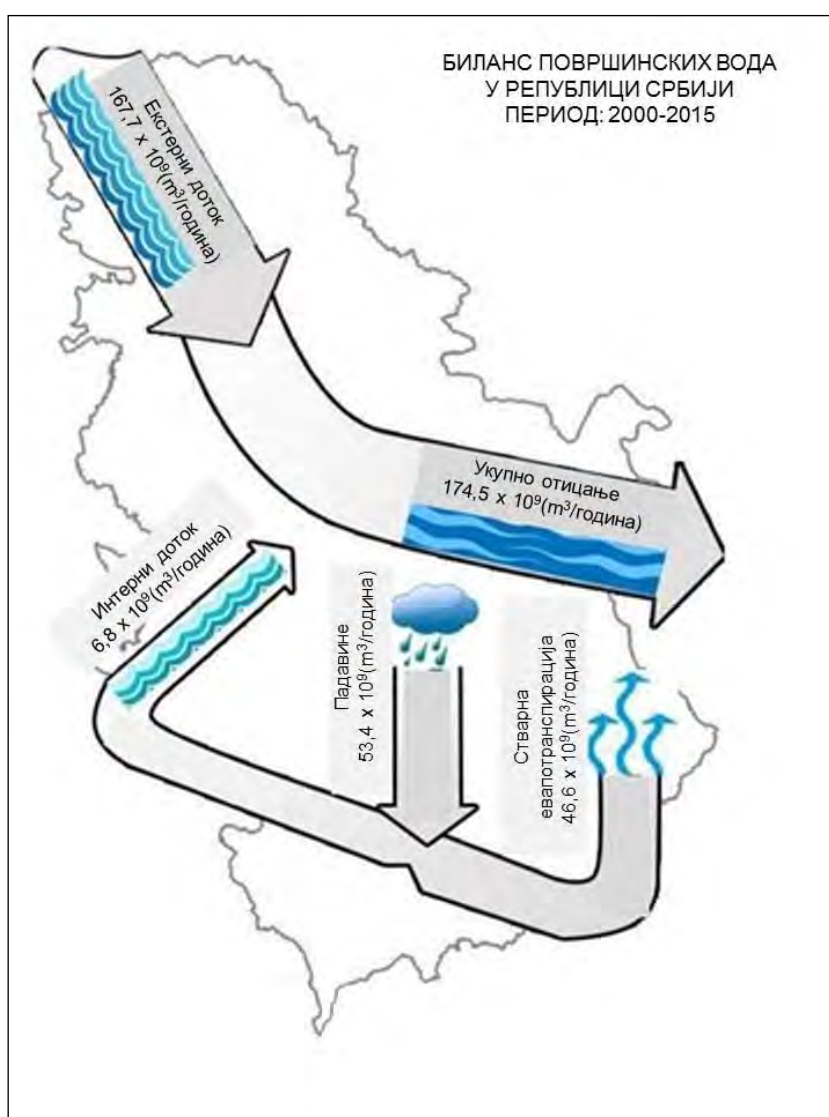 БИЛАНС ПОВРШИНСКИХ ВОДА
У РЕПУБЛИЦИ СРБИЈИ
ПЕРИОД: 2000-2015
Екстерни доток
167,7 x 10⁹(m³/година)
Укупно отицање
174,5 x 10⁹(m³/година)
Интерни доток
6,8 x 10⁹(m³/година)
Падавине
53,4 x 10⁹(m³/година)
Стварна
евапотранспирација
46,6 x 10⁹(m³/година)